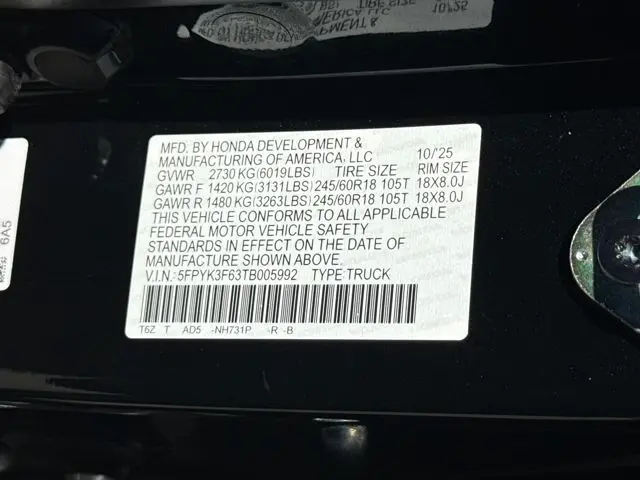 MFD. BY HONDA DEVELOPMENT &
MANUFACTURING OF AMERICA, LLC 10/'25
GVWR 2730 KG(6019LBS) TIRE SIZE RIM SIZE
GAWR F 1420 KG(3131LBS) 245/60R18 105T 18X8.0J
GAWR R 1480 KG(3263LBS) 245/60R18 105T 18X8.0J
THIS VEHICLE CONFORMS TO ALL APPLICABLE
FEDERAL MOTOR VEHICLE SAFETY
STANDARDS IN EFFECT ON THE DATE OF
MANUFACTURE SHOWN ABOVE.
V.I.N.: 5FPYK3F63TB005992 TYPE TRUCK
T6Z T AD5 -NH731P -R -B
6A5